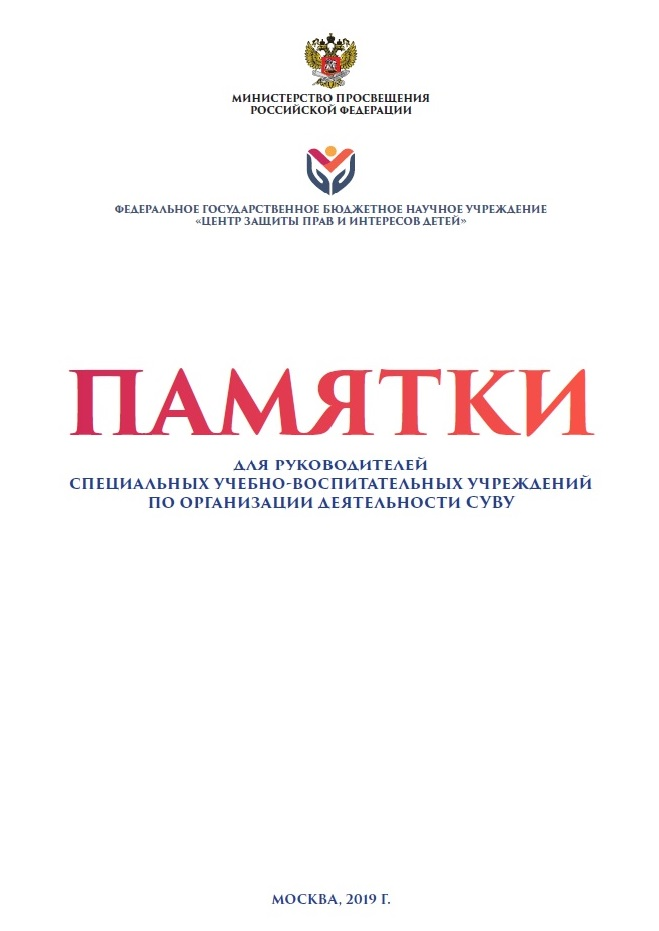 МИНИСТЕРСТВО ПРОСВЕЩЕНИЯ
РОССИЙСКОЙ ФЕДЕРАЦИИ
ФЕДЕРАЛЬНОЕ ГОСУДАРСТВЕННОЕ БЮДЖЕТНОЕ НАУЧНОЕ УЧРЕЖДЕНИЕ
«ЦЕНТР ЗАЩИТЫ ПРАВ И ИНТЕРЕСОВ ДЕТЕЙ»
ПАМЯТКИ
ДЛЯ РУКОВОДИТЕЛЕЙ
СПЕЦИАЛЬНЫХ УЧЕБНО-ВОСПИТАТЕЛЬНЫХ УЧРЕЖДЕНИЙ
ПО ОРГАНИЗАЦИИ ДЕЯТЕЛЬНОСТИ СУВУ
МОСКВА, 2019 Г.